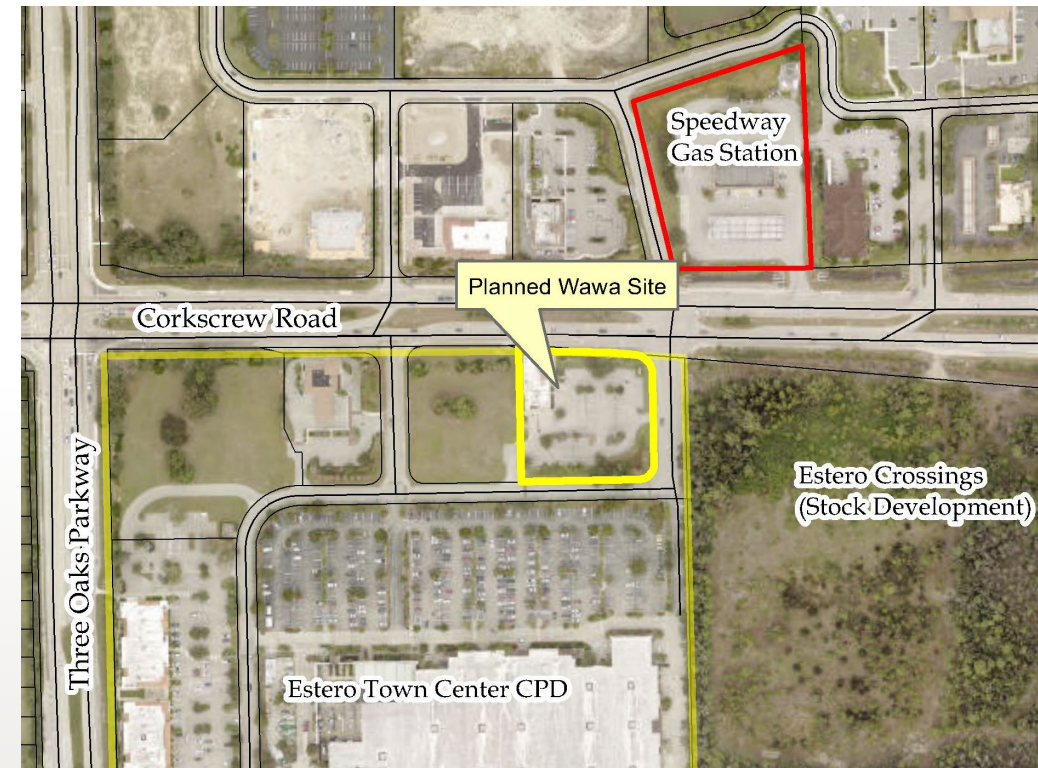 Speedway
Gas Station
Planned Wawa Site
Corkscrew Road
Three Oaks Parkway
Estero Crossings
(Stock Development)
Estero Town Center CPD